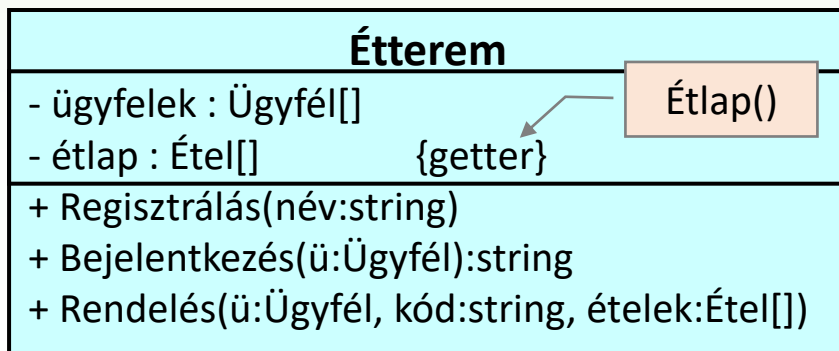 Étterem
- ügyfelek : Ügyfél[]
Étlap()
- étlap : Étel[] {getter}
+ Regisztrálás(név:string)
+ Bejelentkezés(ü:Ügyfél):string
+ Rendelés(ü:Ügyfél, kód:string, ételek:Étel[])